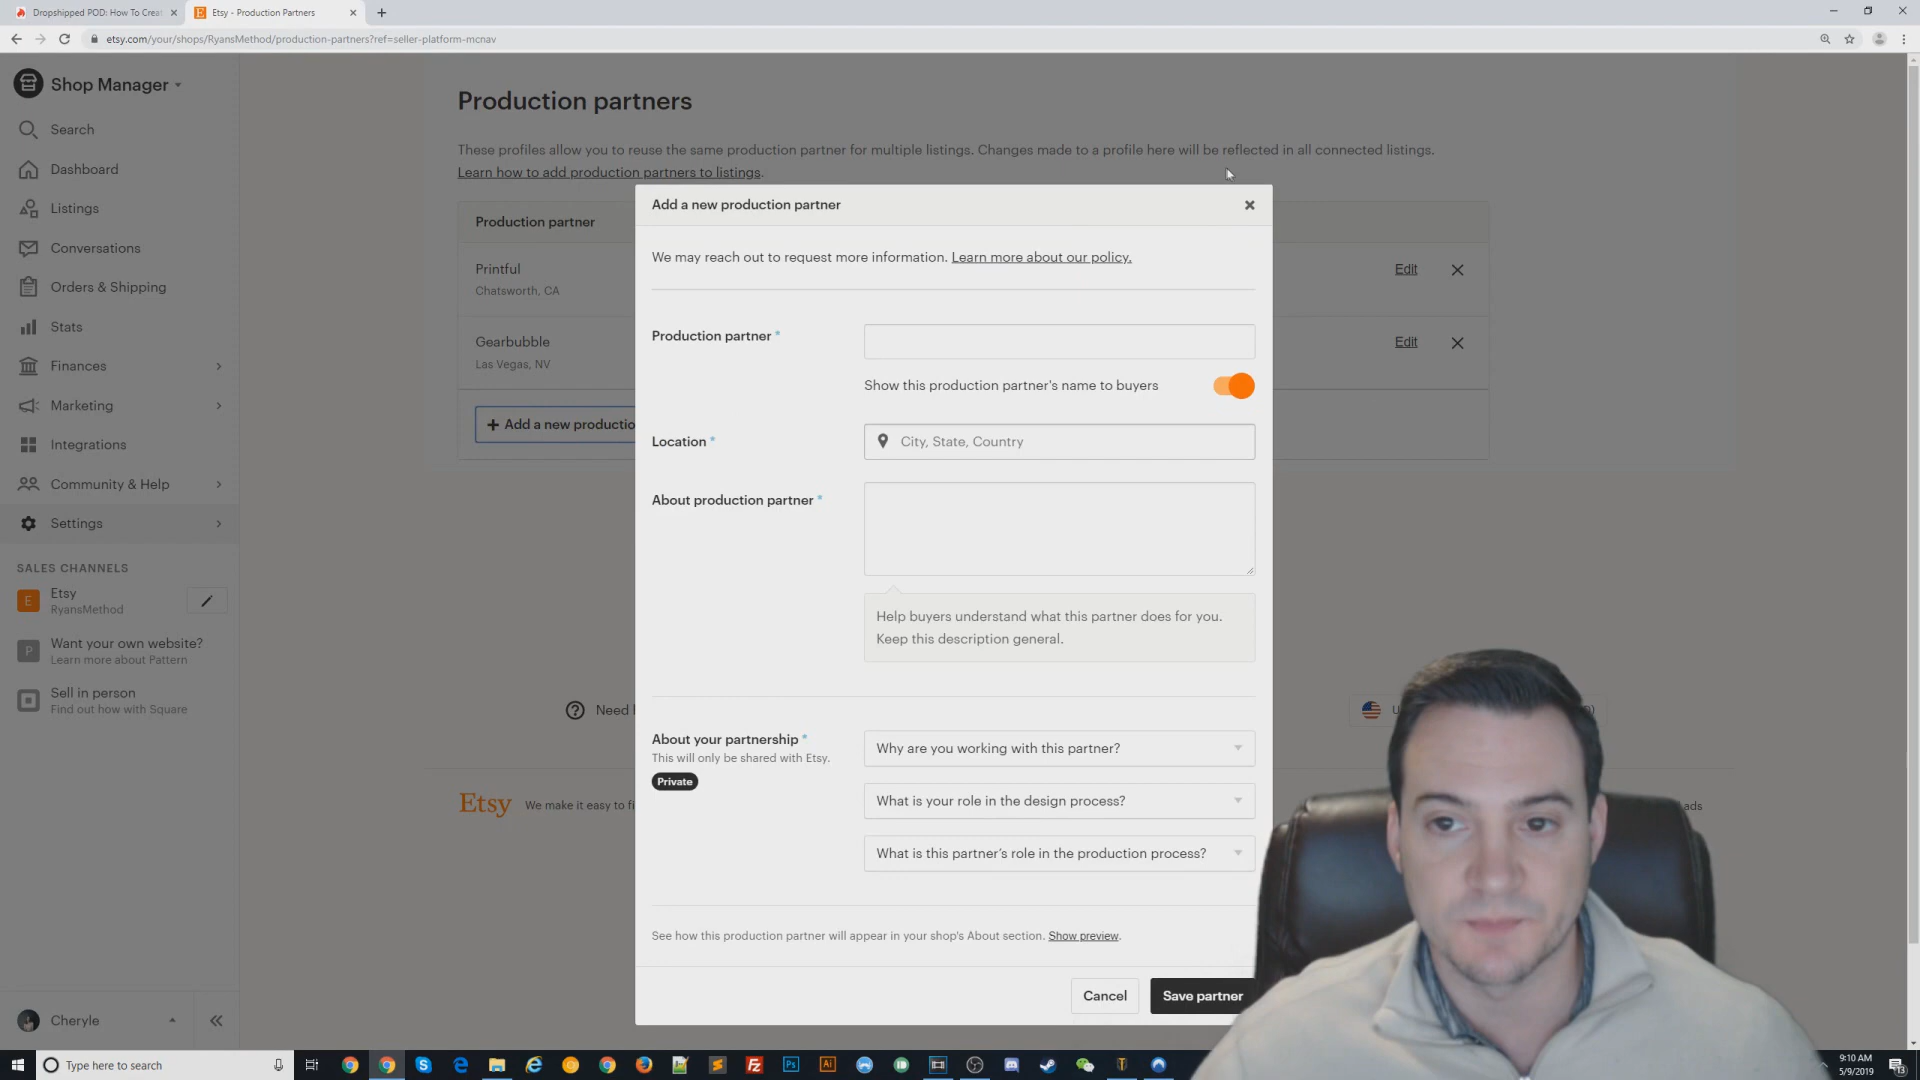 Dropshipped POD: How To Crea
Etsy - Production Partners
etsy.com/your/shops/RyansMethod/production-partners?ref=seller-platform-mcnav
Shop Manager
Search
Dashboard
Listings
Conversations
Orders & Shipping
Stats
Finances
Marketing
Integrations
Community & Help
Settings
SALES CHANNELS
E
Etsy
RyansMethod
P
Want your own website?
Learn more about Pattern
Sell in person
Find out how with Square
Cheryle
Production partners
These profiles allow you to reuse the same production partner for multiple listings. Changes made to a profile here will be reflected in all connected listings.
Learn how to add production partners to listings.
Production partner
Printful
Chatsworth, CA
Edit
Gearbubble
Las Vegas, NV
Edit
+ Add a new productio
Need
Etsy
We make it easy to fi
ads
Add a new production partner
We may reach out to request more information. Learn more about our policy.
Production partner *
Show this production partner's name to buyers
Location *
City, State, Country
About production partner *
Help buyers understand what this partner does for you.
Keep this description general.
About your partnership *
This will only be shared with Etsy.
Private
Why are you working with this partner?
What is your role in the design process?
What is this partner's role in the production process?
See how this production partner will appear in your shop's About section. Show preview.
Cancel
Save partner
Type here to search
Ps
Ai
9:10 AM
5/9/2019